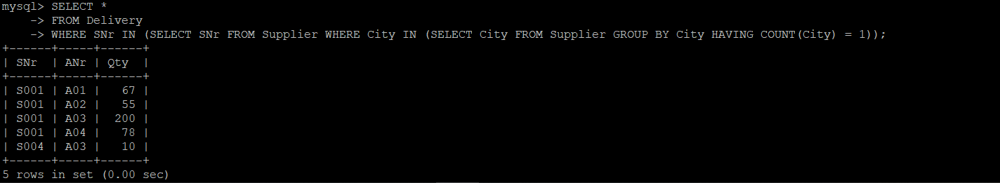 mysql> SELECT *
    -> FROM Delivery
    -> WHERE SNr IN (SELECT SNr FROM Supplier WHERE City IN (SELECT City FROM Supplier GROUP BY City HAVING COUNT(City) = 1));
+------+-----+------+
| SNr  | ANr | Qty  |
+------+-----+------+
| S001 | A01 |   67 |
| S001 | A02 |   55 |
| S001 | A03 |  200 |
| S001 | A04 |   78 |
| S004 | A03 |   10 |
+------+-----+------+
5 rows in set (0.00 sec)